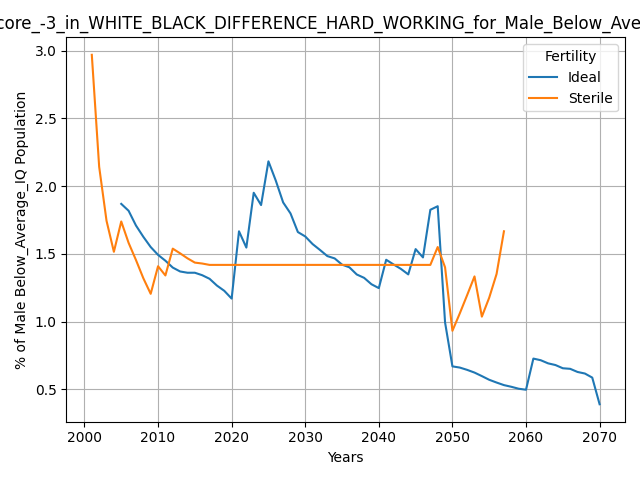 core_-3_in_WHITE_BLACK_DIFFERENCE_HARD_WORKING_for_Male_Below_Ave
3.0
2.5
2.0
1.5
1.0
0.5
% of Male Below_Average_IQ Population
Fertility
Ideal
Sterile
2000 2010 2020 2030 2040 2050 2060 2070
Years